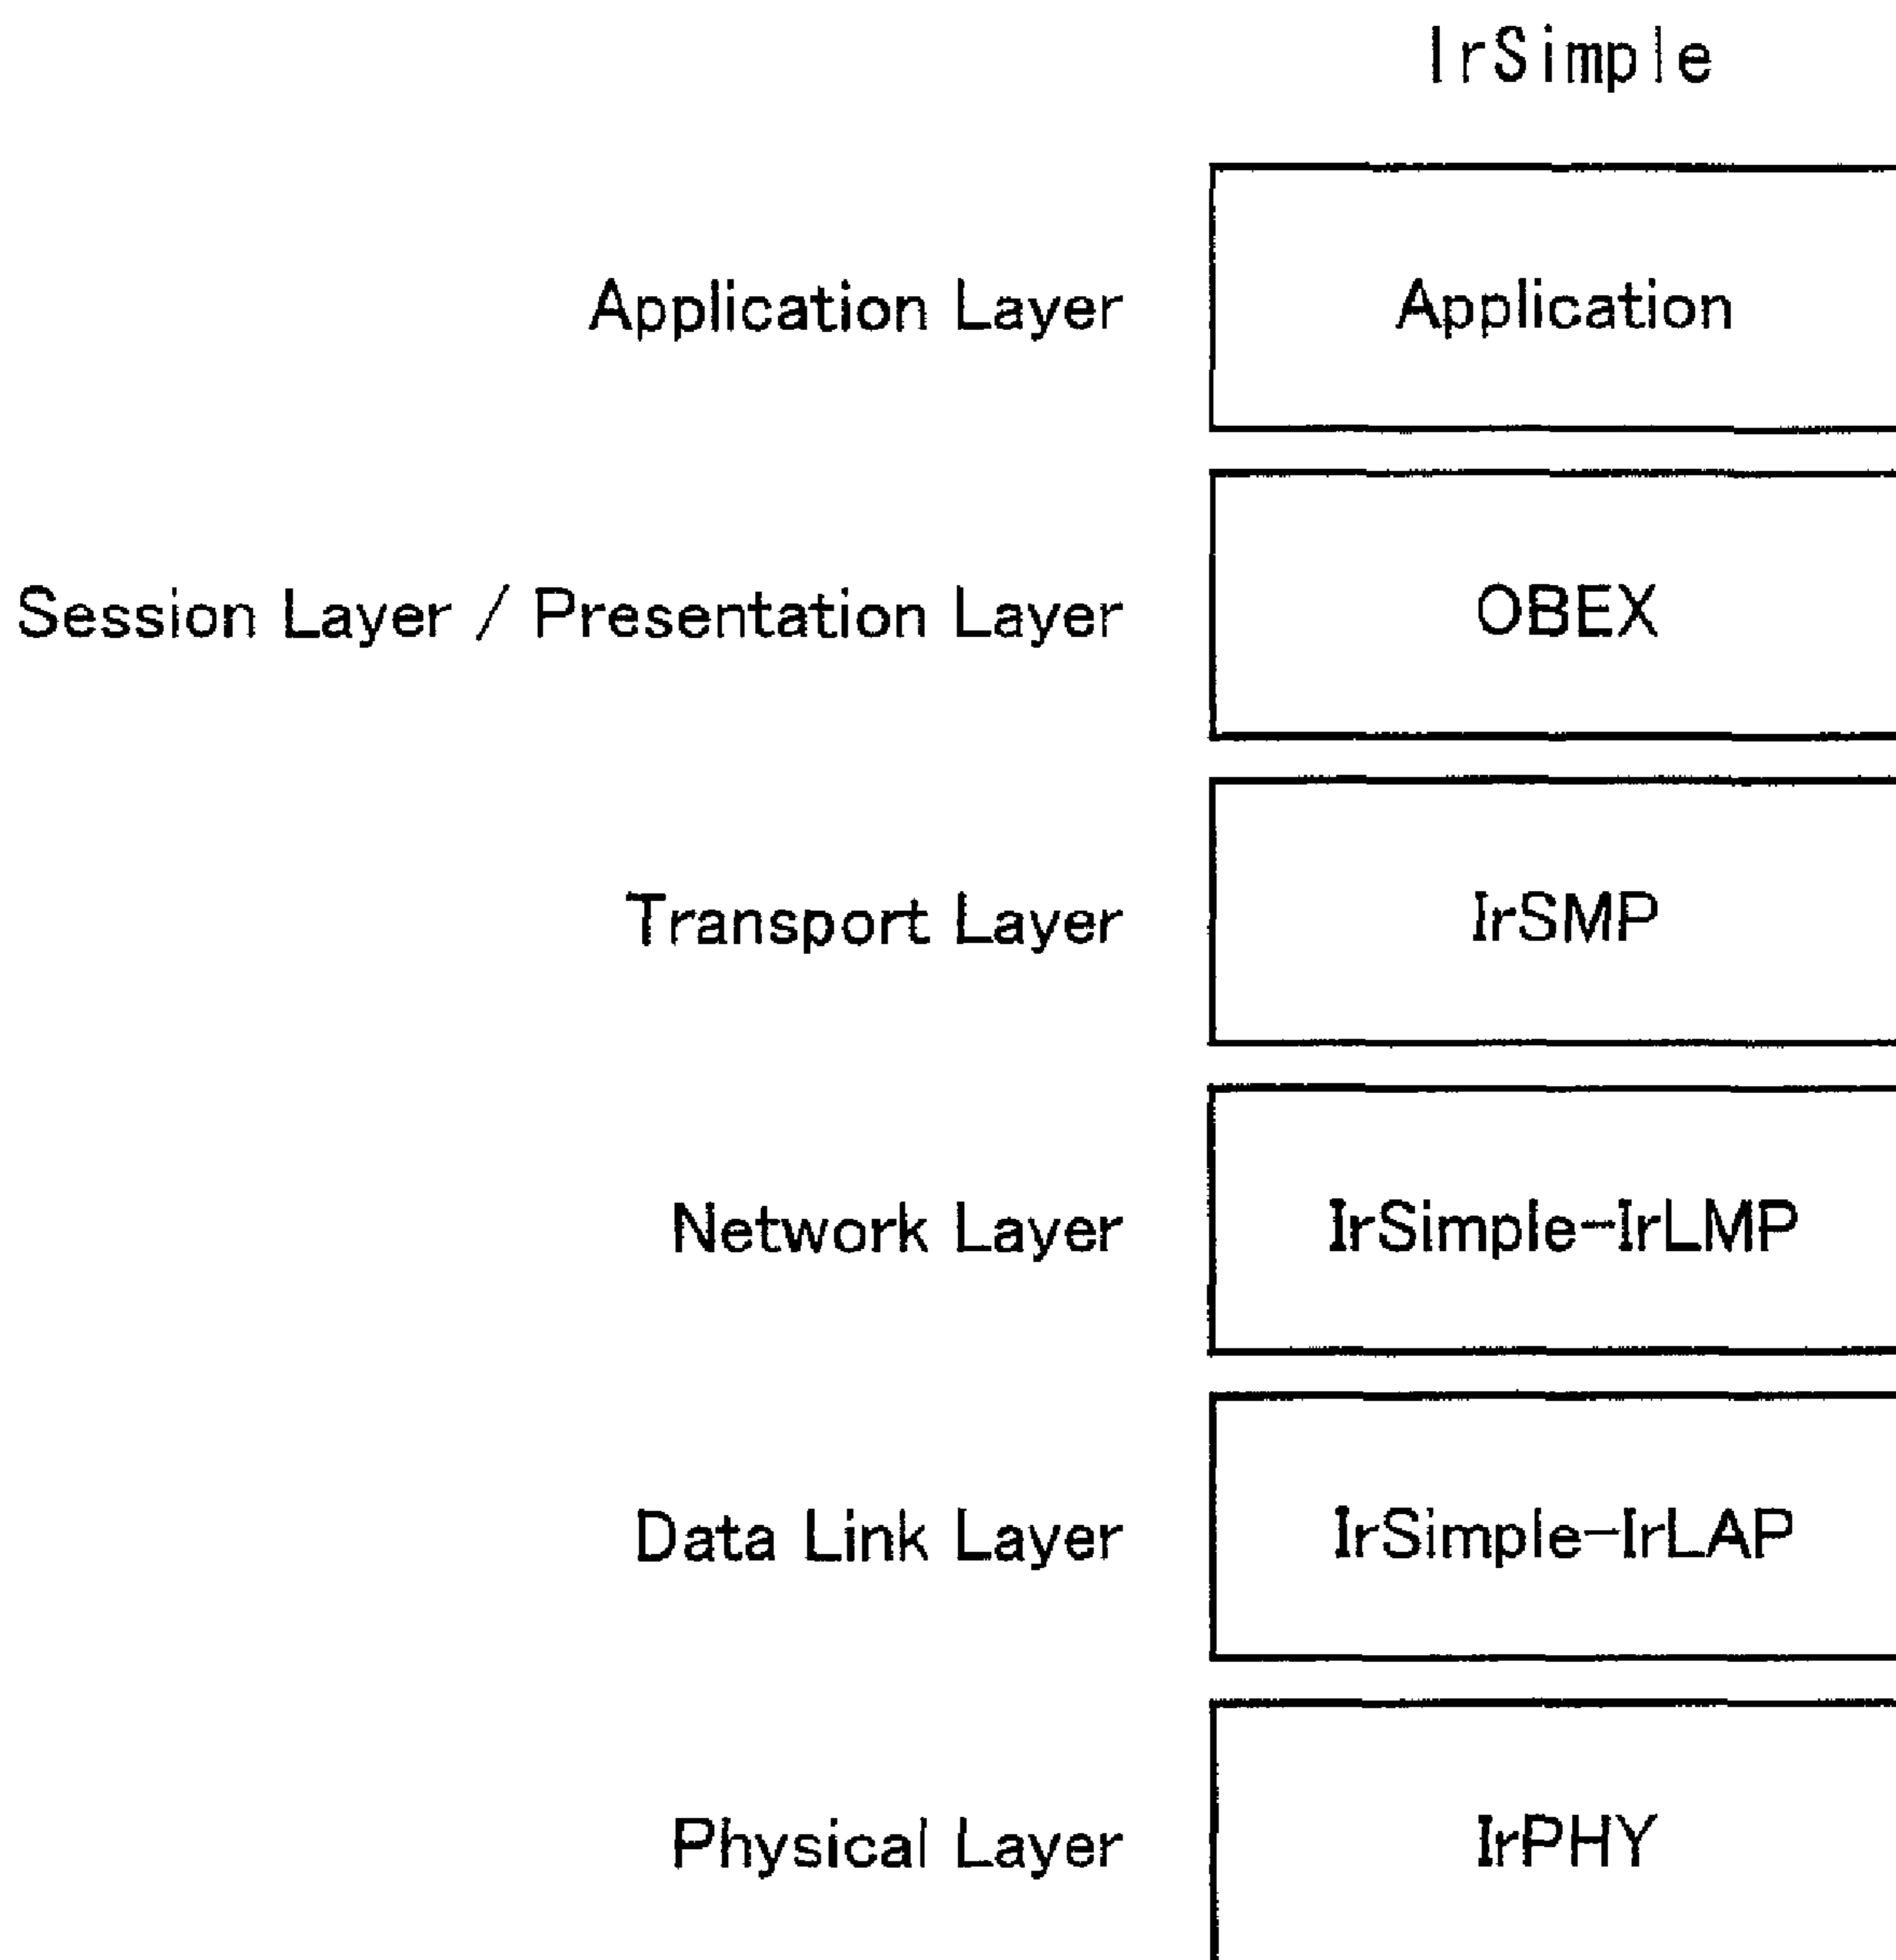 IrSimple
Application Layer Application
Session Layer / Presentation Layer OBEX
Transport Layer IrSMP
Network Layer IrSimple-IrLMP
Data Link Layer IrSimple-IrLAP
Physical Layer IrPHY